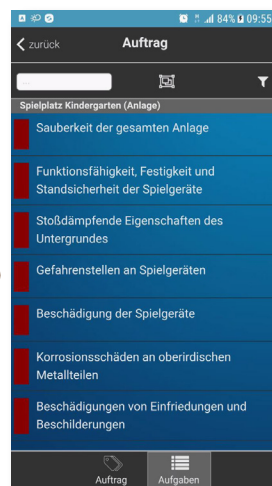 84% 09:55
zurück Auftrag
Spielplatz Kindergarten (Anlage)
Sauberkeit der gesamten Anlage
Funktionsfähigkeit, Festigkeit und
Standsicherheit der Spielgeräte
Stoßdämpfende Eigenschaften des
Untergrundes
Gefahrenstellen an Spielgeräten
Beschädigung der Spielgeräte
Korrosionsschäden an oberirdischen
Metallteilen
Beschädigungen von Einfriedungen und
Beschilderungen
Auftrag Aufgaben